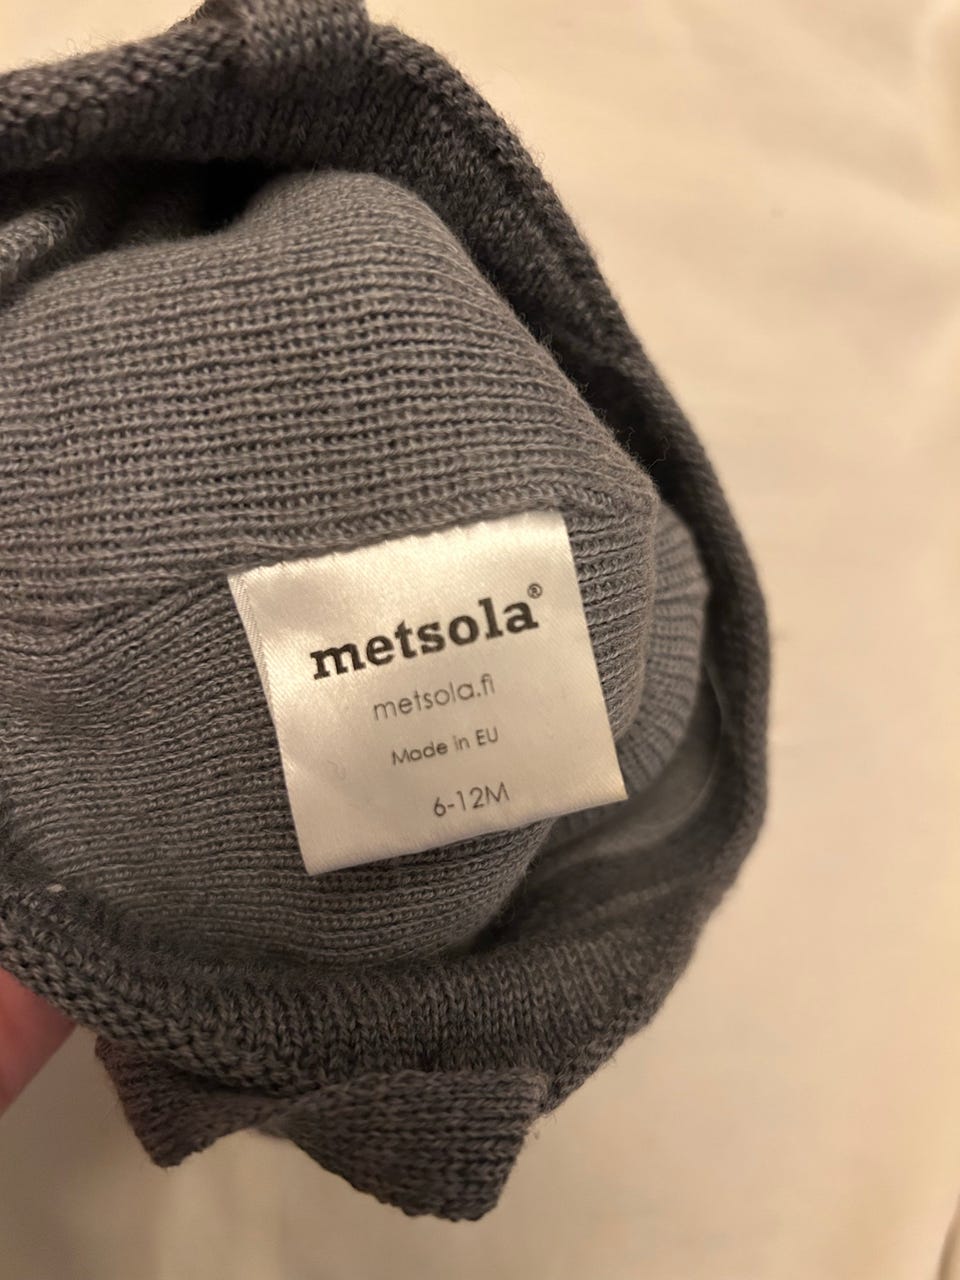 metsola®
metsola.fi
Made in EU
6-12M